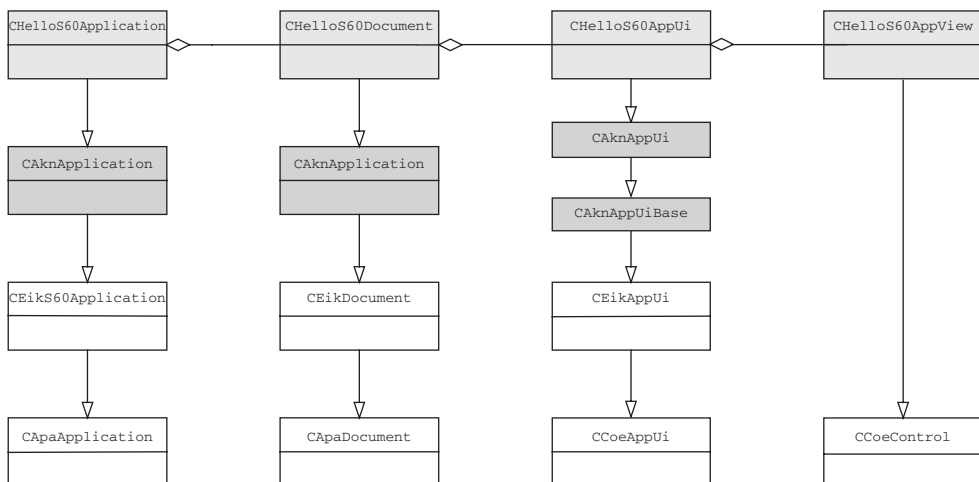 CHelloS60Application
CHelloS60Document
CHelloS60AppUi
CHelloS60AppView
CAknApplication
CAknApplication
CAknAppUi
CAknAppUiBase
CEikS60Application
CEikDocument
CEikAppUi
CApaApplication
CApaDocument
CCoeAppUi
CCoeControl